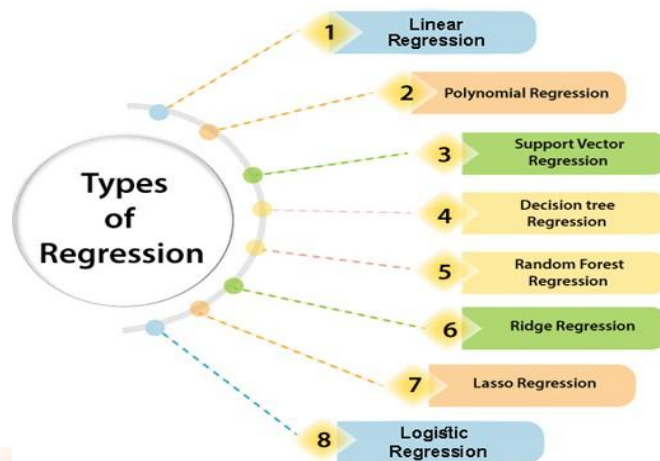 Types
of
Regression
1
Linear
Regression
2
Polynomial Regression
3
Support Vector
Regression
4
Decision tree
Regression
5
Random Forest
Regression
6
Ridge Regression
7
Lasso Regression
8
Logistic
Regression